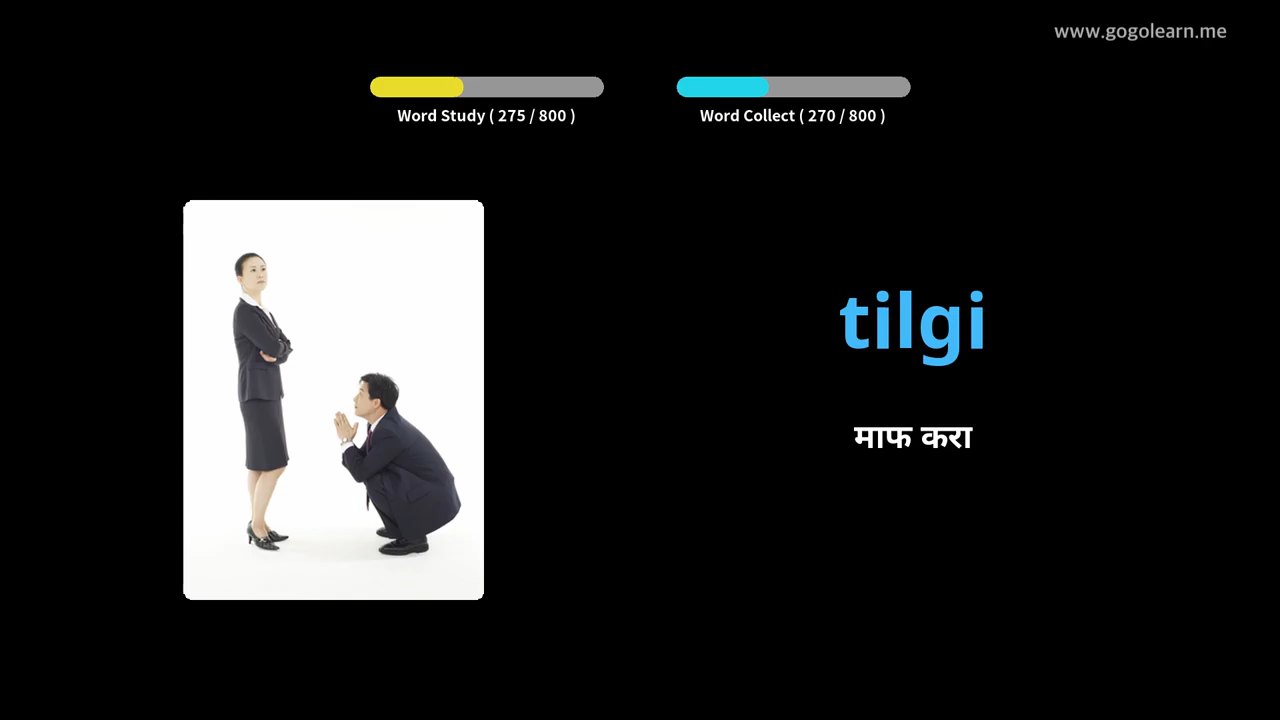 www.gogolearn.me
Word Study ( 275 / 800 )
Word Collect ( 270 / 800 )
tilgi
माफ करा